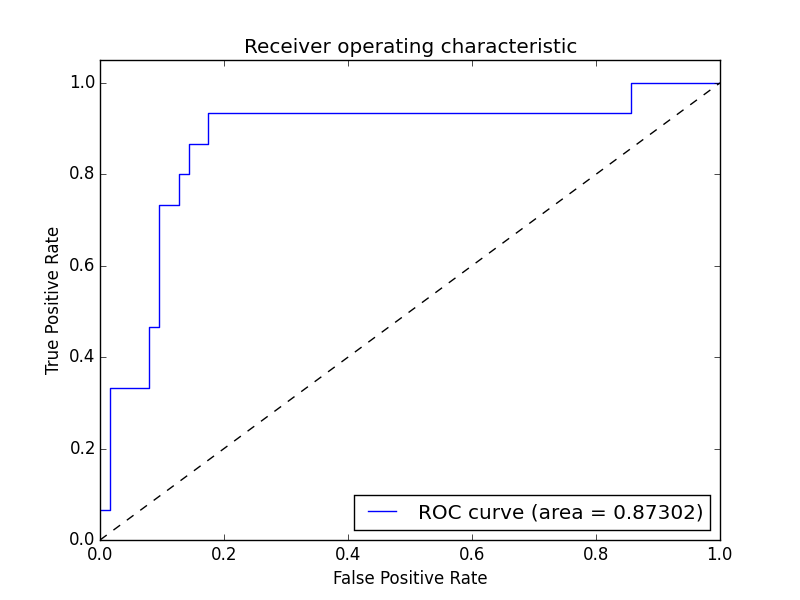 Receiver operating characteristic
1.0
0.8
0.6
0.4
0.2
0.0
True Positive Rate
ROC curve (area = 0.87302)
0.0 0.2 0.4 0.6 0.8 1.0
False Positive Rate